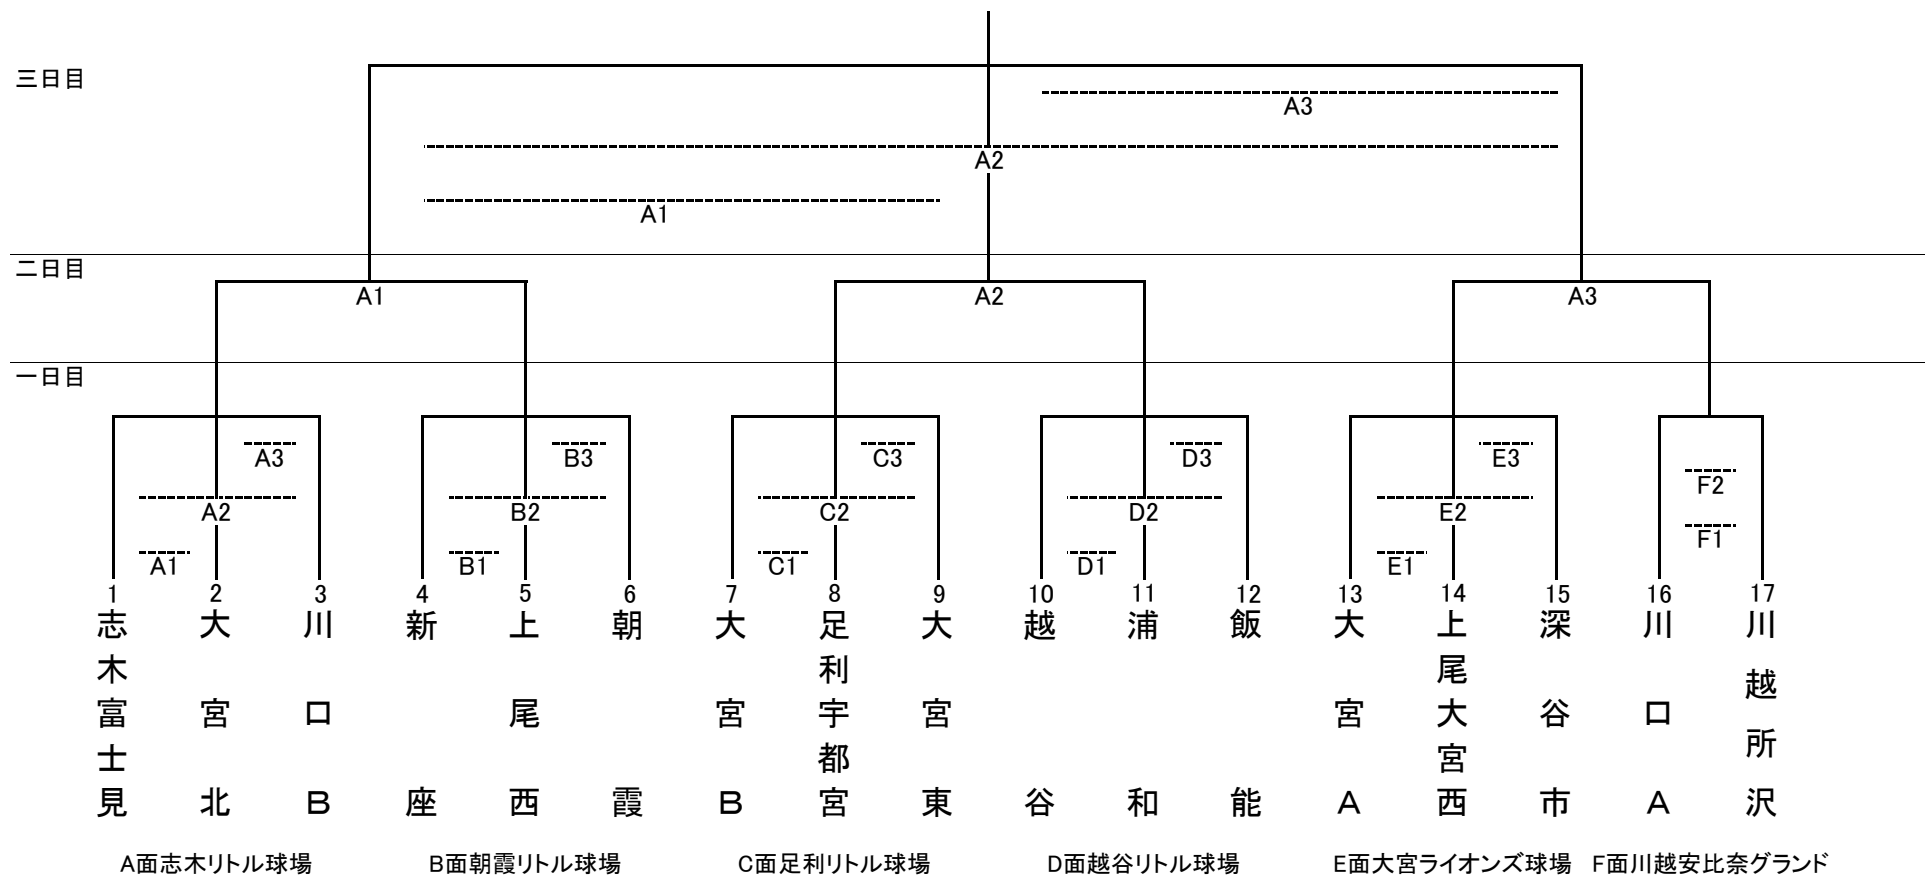 三日目
A3
A2
A1
二日目
A1
A2
A3
一日目
A3
B3
C3
D3
E3
F2
A2
B2
C2
D2
E2
F1
A1
B1
C1
D1
E1
1 志木富士見
2 大宮北
3 川口B
4 新座
5 上尾西
6 朝霞
7 大宮B
8 足利宇都宮
9 大宮東
10 越谷
11 浦和
12 飯能
13 大宮A
14 上尾大宮西
15 深谷市
16 川口A
17 川越所沢
A面志木リトル球場
B面朝霞リトル球場
C面足利リトル球場
D面越谷リトル球場
E面大宮ライオンズ球場
F面川越安比奈グランド